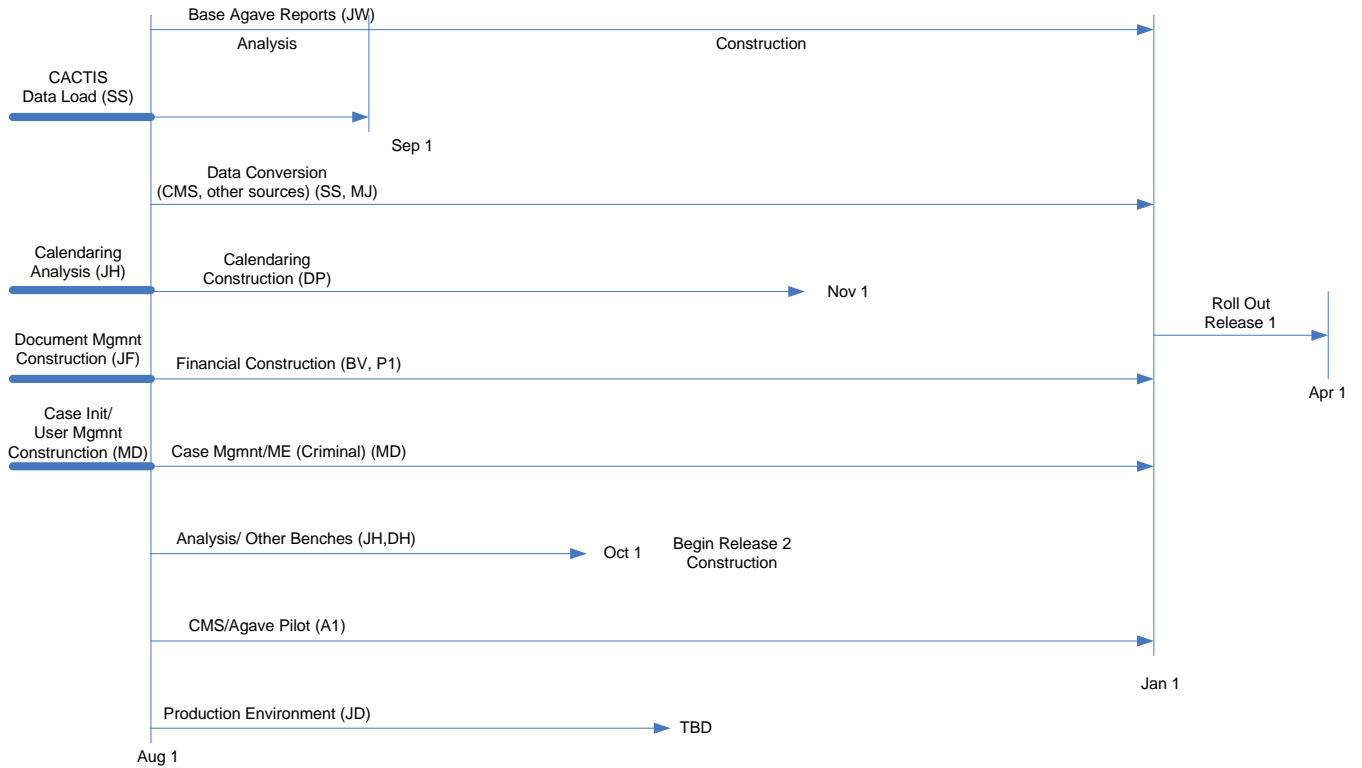 Base Agave Reports (JW)
Analysis
Construction
CACTIS
Data Load (SS)
Sep 1
Data Conversion
(CMS, other sources) (SS, MJ)
Calendaring
Analysis (JH)
Calendaring
Construction (DP)
Nov 1
Roll Out
Release 1
Document Mgmnt
Construction (JF)
Financial Construction (BV, P1)
Apr 1
Case Init/
User Mgmnt
Construnction (MD)
Case Mgmnt/ME (Criminal) (MD)
Analysis/ Other Benches (JH,DH)
Oct 1
Begin Release 2
Construction
CMS/Agave Pilot (A1)
Jan 1
Production Environment (JD)
TBD
Aug 1